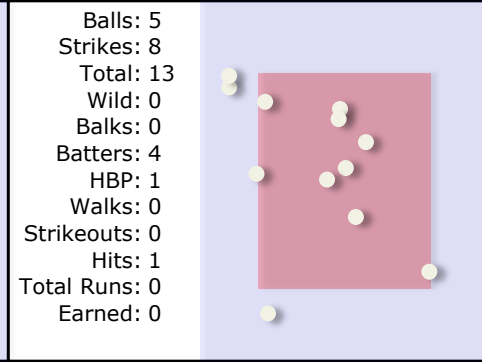 Balls: 5
Strikes: 8
Total: 13
Wild: 0
Balks: 0
Batters: 4
HBP: 1
Walks: 0
Strikeouts: 0
Hits: 1
Total Runs: 0
Earned: 0